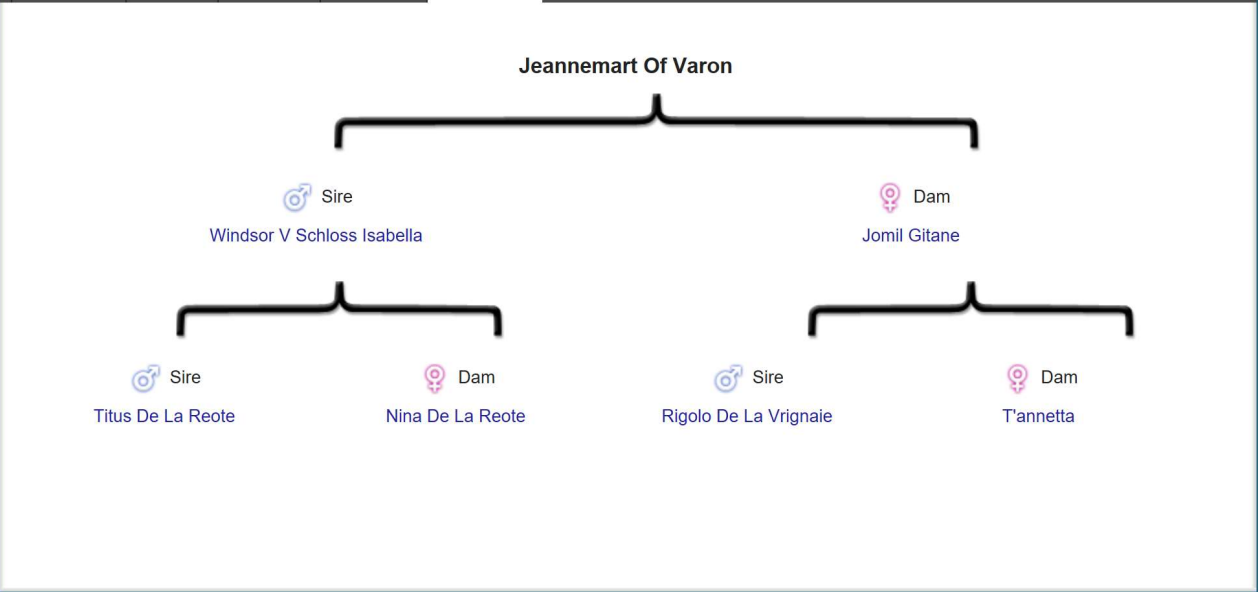 Jeannemart Of Varon
Sire
Dam
Windsor V Schloss Isabella
Jomil Gitane
Sire
Dam
Sire
Dam
Titus De La Reote
Nina De La Reote
Rigolo De La Vrignaie
T'annetta